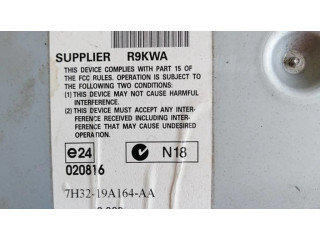 SUPPLIER R9KWA
THIS DEVICE COMPLIES WITH PART 15 OF
THE FCC RULES. OPERATION IS SUBJECT TO
THE FOLLOWING TWO CONDITIONS:
(1) THIS DEVICE MAY NOT CAUSE HARMFUL
INTERFERENCE.
(2) THIS DEVICE MUST ACCEPT ANY INTER-
FERENCE RECEIVED INCLUDING INTER-
FERENCE THAT MAY CAUSE UNDESIRED
OPERATION.
e24 N18
020816
7H32-19A164-AA